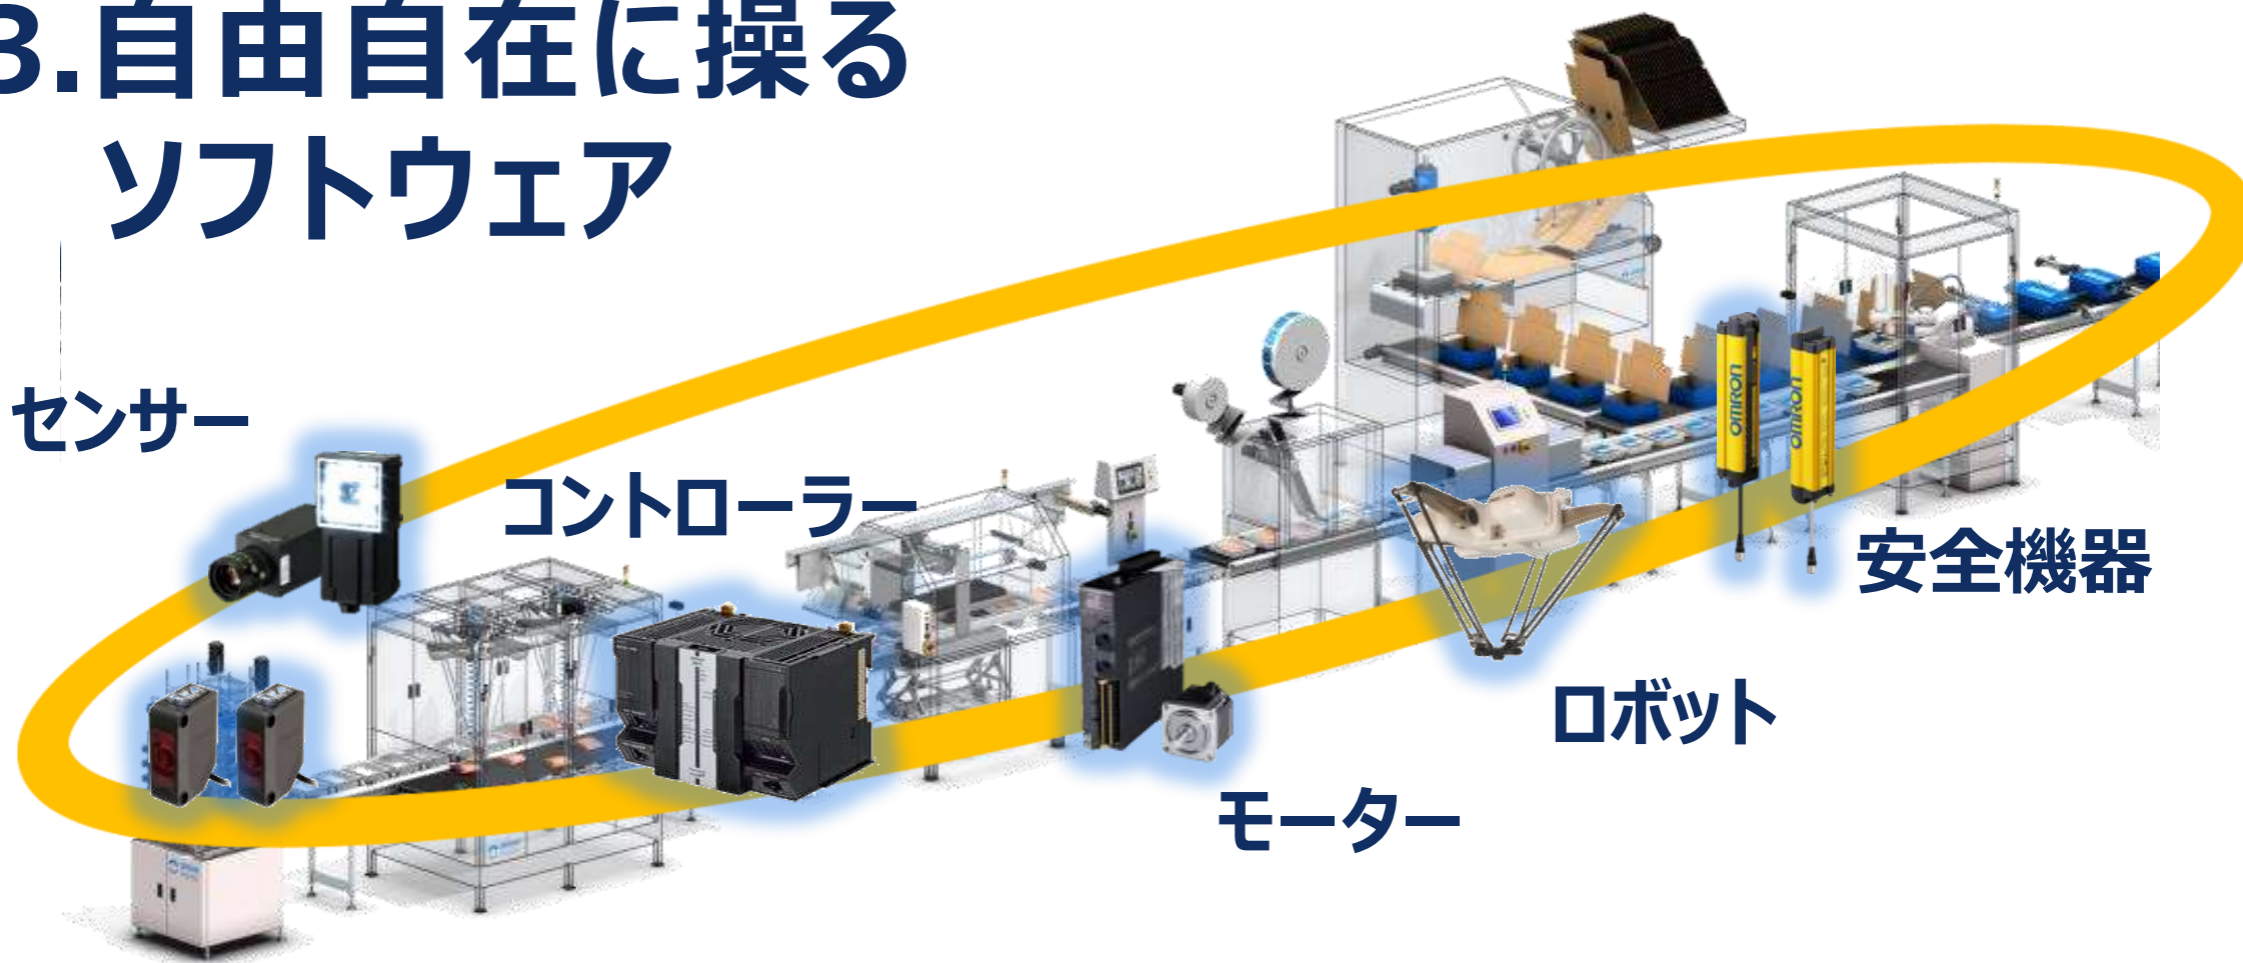 3.自由自在に操る
ソフトウェア
センサー
コントローラー
安全機器
ロボット
モーター
OMRON
OMRON